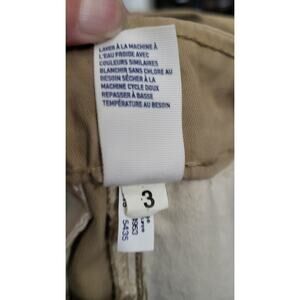 LAVER À LA MACHINE À
L'EAU FROIDE AVEC
COULEURS SIMILAIRES
BLANCHIR SANS CHLORE AU
BESOIN SÉCHER À LA
MACHINE CYCLE DOUX
REPASSER À BASSE
TEMPÉRATURE AU BESOIN
3
5435